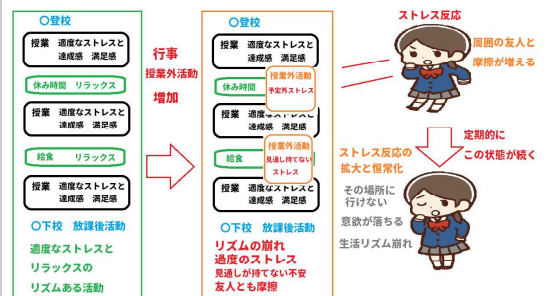 〇登校
授業 適度なストレスと
達成感 満足感
休み時間 リラックス
授業 適度なストレスと
達成感 満足感
給食 リラックス
授業 適度なストレスと
達成感 満足感
〇下校 放課後活動
適度なストレスと
リラックスの
リズムある活動
行事
授業外活動
増加
〇登校
授業 適度なストレスと
達成感 満足感
休み時間
授業外活動
予定外ストレス
授業 適度なストレスと
達成感 満足感
給食
授業外活動
見通し持てない
ストレス
授業 適度なストレスと
達成感 満足感
〇下校 放課後活動
リズムの崩れ
過度のストレス
見通しが持てない不安
友人とも摩擦
ストレス反応
周囲の友人と
摩擦が増える
定期的に
この状態が続く
ストレス反応の
拡大と恒常化
その場所に
行けない
意欲が落ちる
生活リズム崩れ